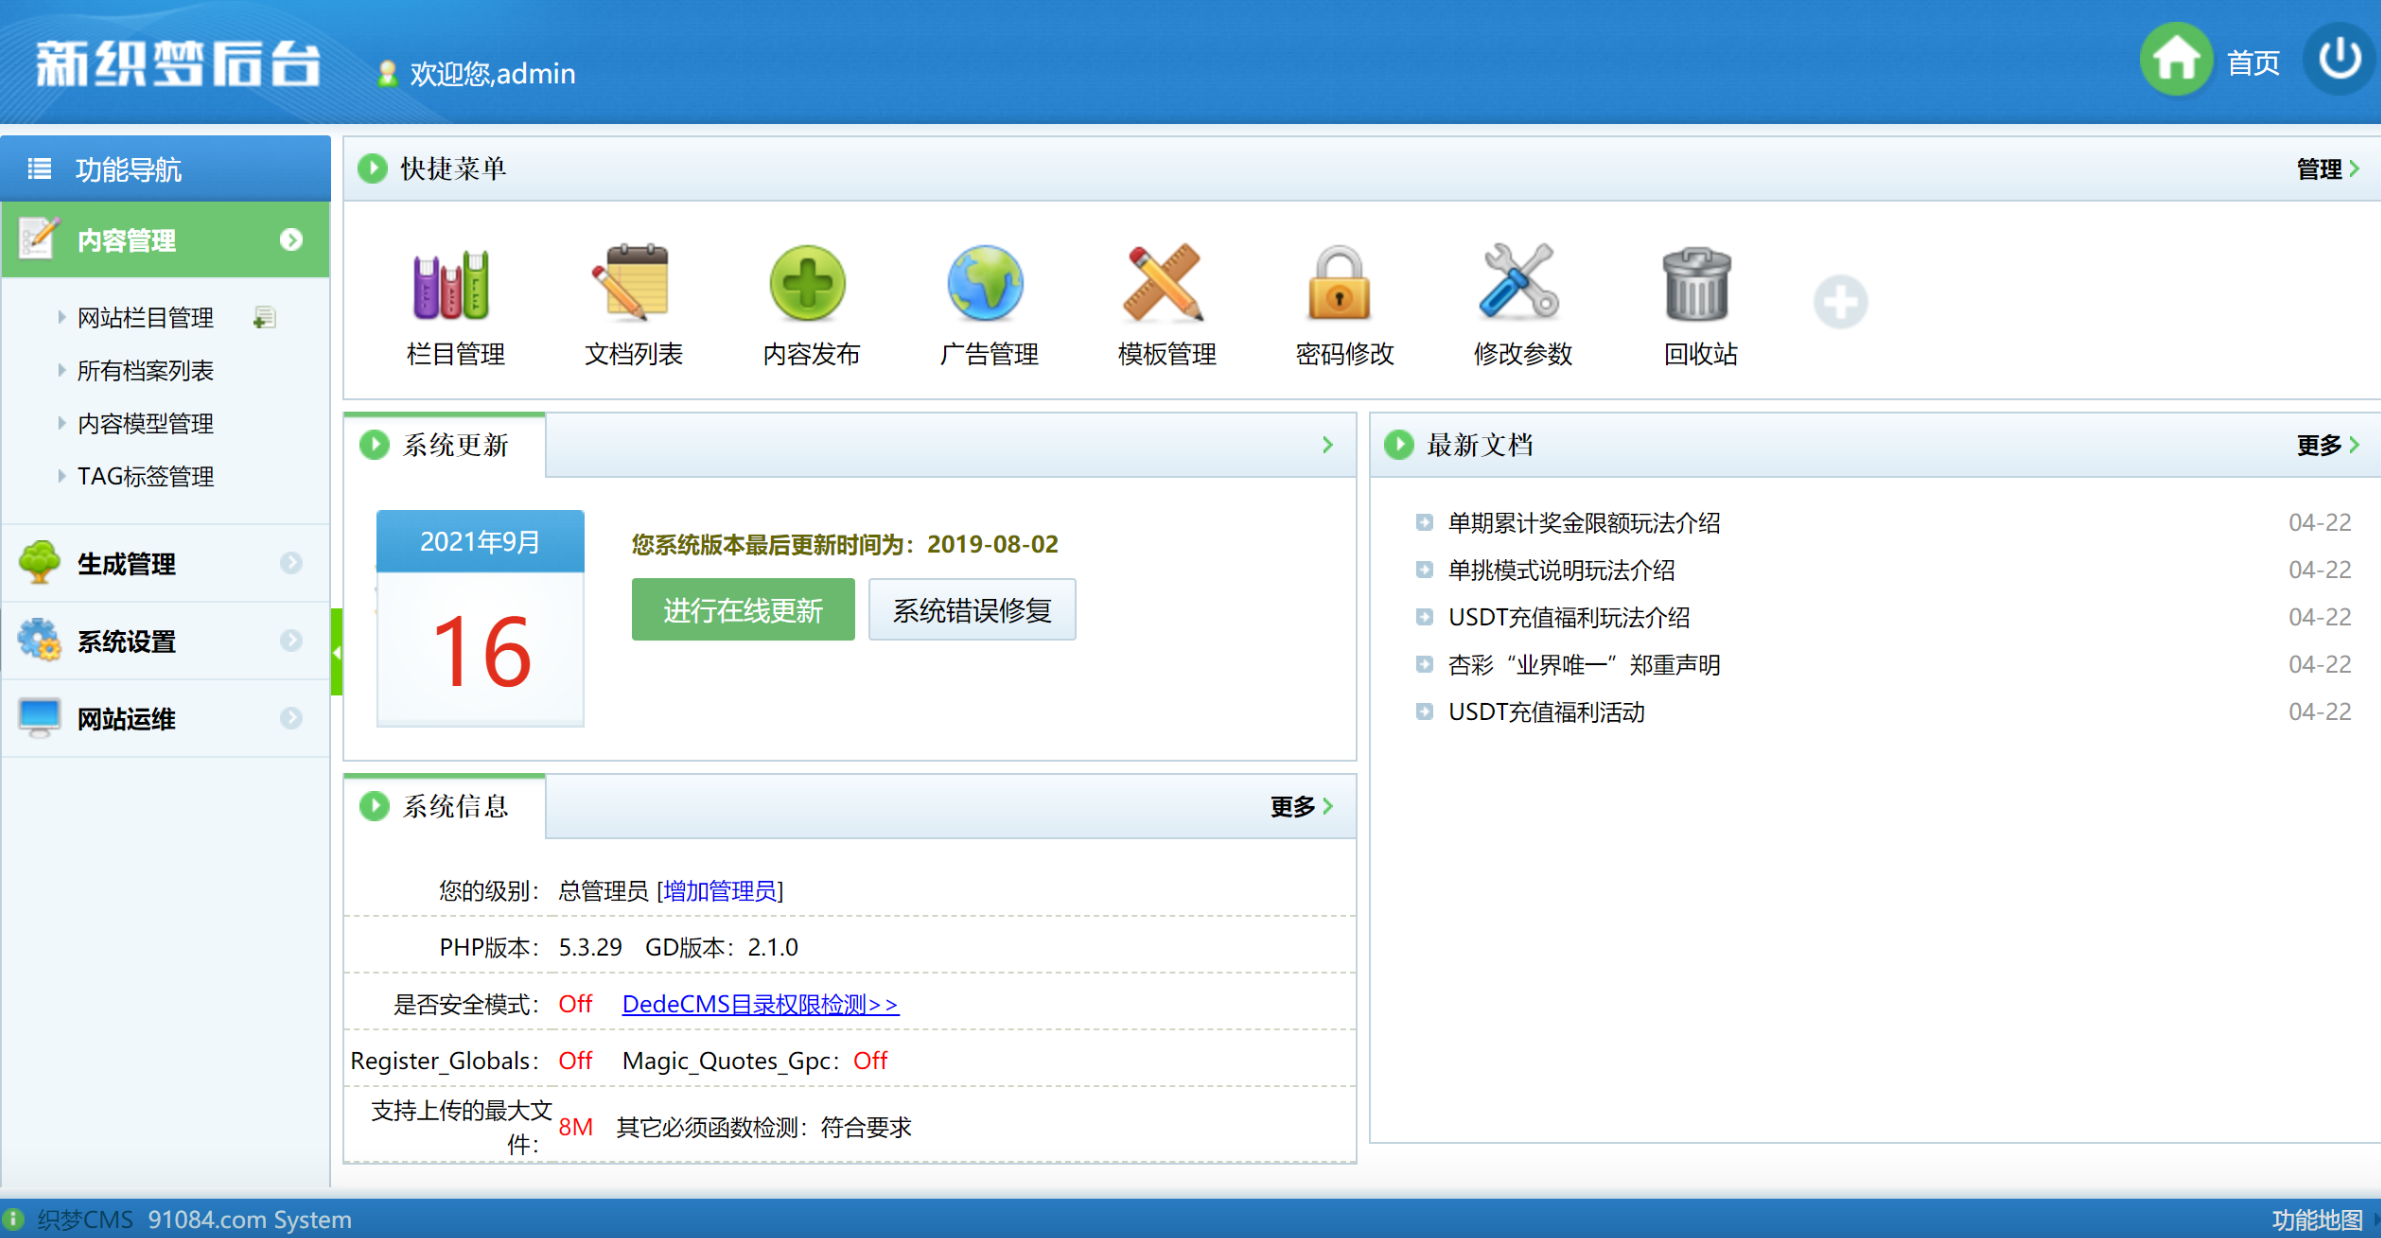 新织梦后台
欢迎您,admin
首页
功能导航
内容管理
网站栏目管理
所有档案列表
内容模型管理
TAG标签管理
生成管理
系统设置
网站运维
快捷菜单
管理
栏目管理
文档列表
内容发布
广告管理
模板管理
密码修改
修改参数
回收站
系统更新
2021年9月
16
您系统版本最后更新时间为：2019-08-02
进行在线更新
系统错误修复
最新文档
更多
单期累计奖金限额玩法介绍 04-22
单挑模式说明玩法介绍 04-22
USDT充值福利玩法介绍 04-22
杏彩“业界唯一”郑重声明 04-22
USDT充值福利活动 04-22
系统信息
更多
您的级别： 总管理员 [增加管理员]
PHP版本： 5.3.29 GD版本：2.1.0
是否安全模式： Off DedeCMS目录权限检测>>
Register_Globals： Off Magic_Quotes_Gpc：Off
支持上传的最大文
件： 8M 其它必须函数检测：符合要求
织梦CMS 91084.com System
功能地图